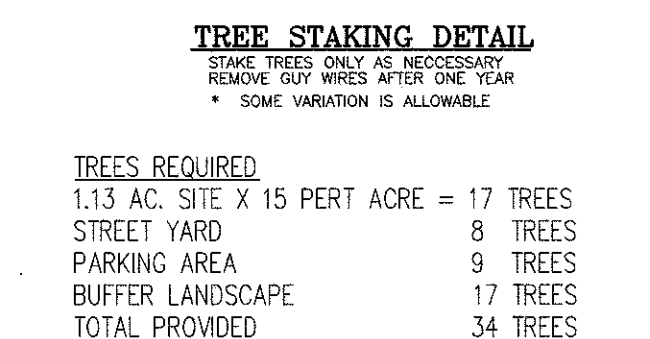 TREE STAKING DETAIL
STAKE TREES ONLY AS NECCESSARY
REMOVE GUY WIRES AFTER ONE YEAR
* SOME VARIATION IS ALLOWABLE
TREES REQUIRED
1.13 AC. SITE X 15 PERT ACRE = 17 TREES
STREET YARD 8 TREES
PARKING AREA 9 TREES
BUFFER LANDSCAPE 17 TREES
TOTAL PROVIDED 34 TREES